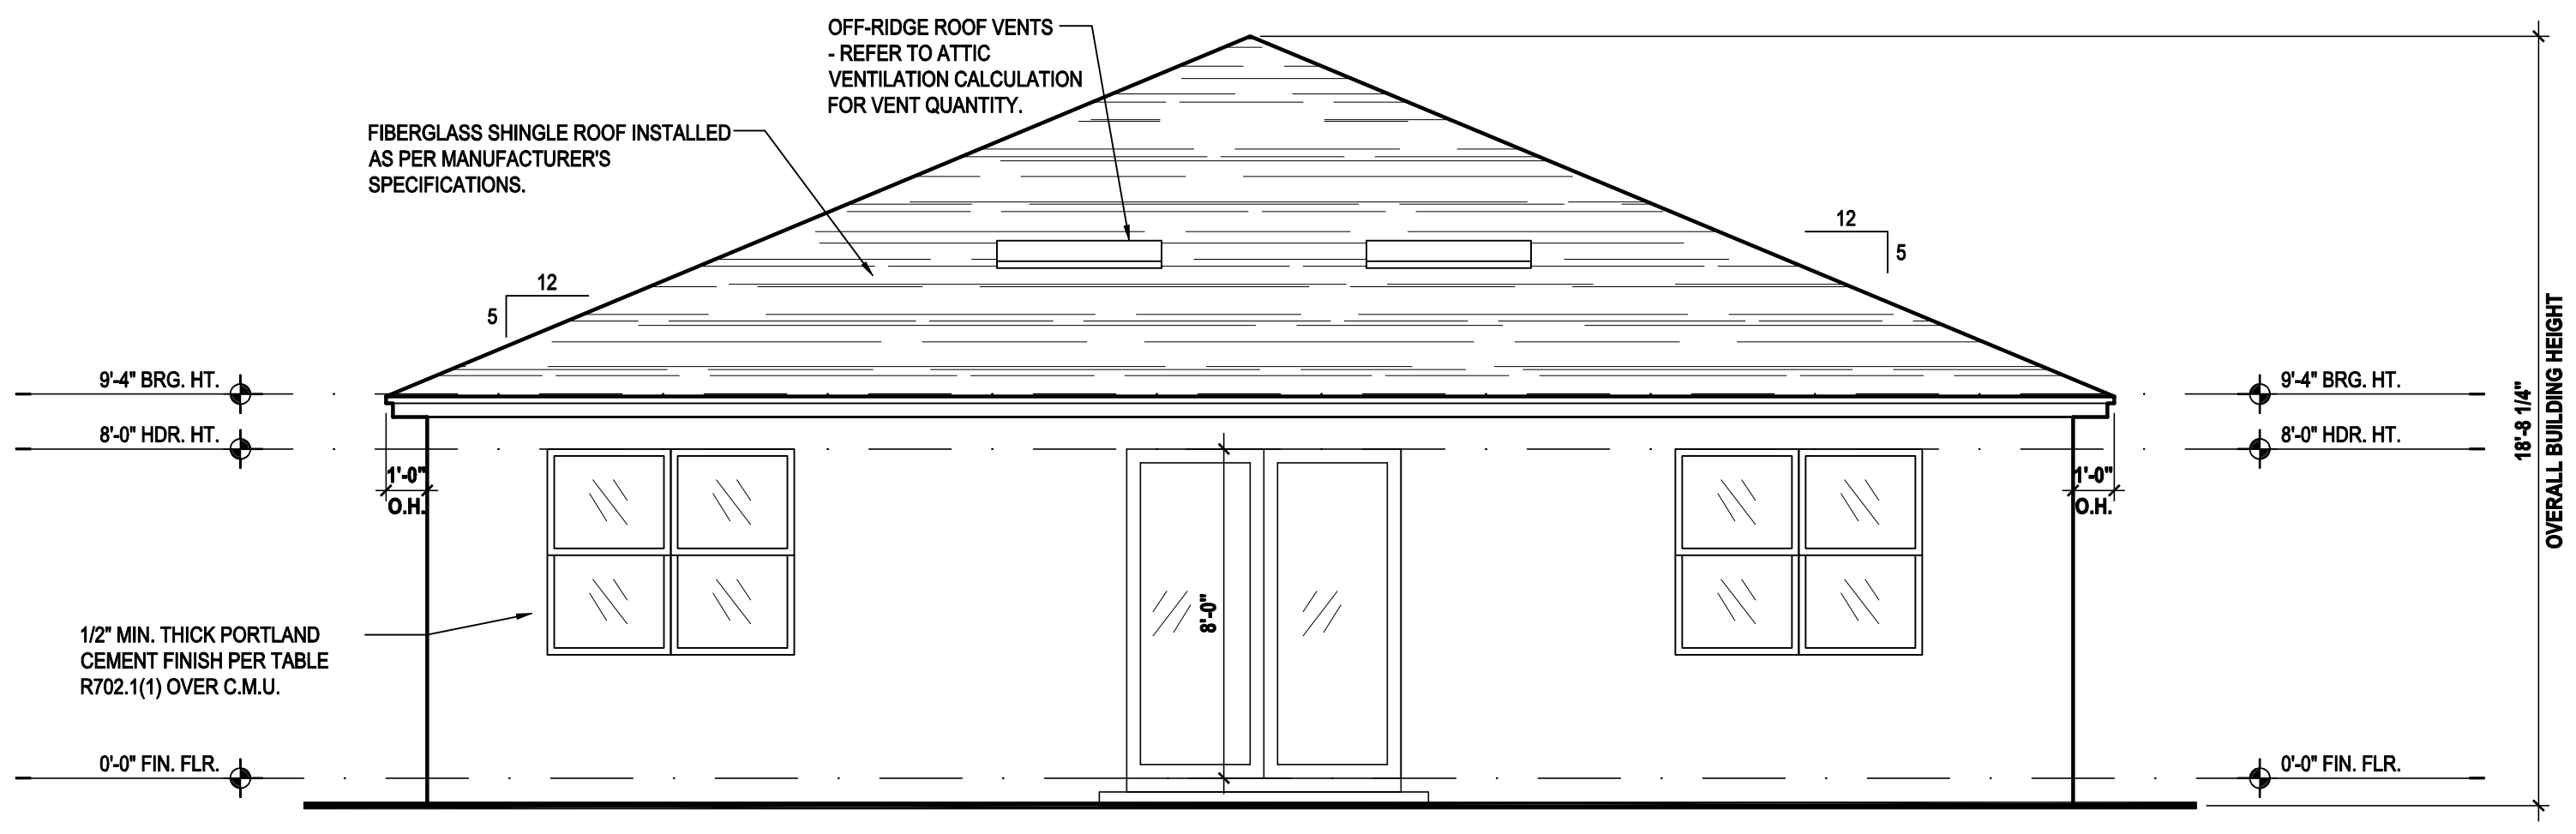 OFF-RIDGE ROOF VENTS
- REFER TO ATTIC
VENTILATION CALCULATION
FOR VENT QUANTITY.
FIBERGLASS SHINGLE ROOF INSTALLED
AS PER MANUFACTURER'S
SPECIFICATIONS.
12
5
12
5
9'-4" BRG. HT.
9'-4" BRG. HT.
8'-0" HDR. HT.
8'-0" HDR. HT.
1'-0"
O.H.
1'-0"
O.H.
18'-8 1/4"
OVERALL BUILDING HEIGHT
8'-0"
1/2" MIN. THICK PORTLAND
CEMENT FINISH PER TABLE
R702.1(1) OVER C.M.U.
0'-0" FIN. FLR.
0'-0" FIN. FLR.